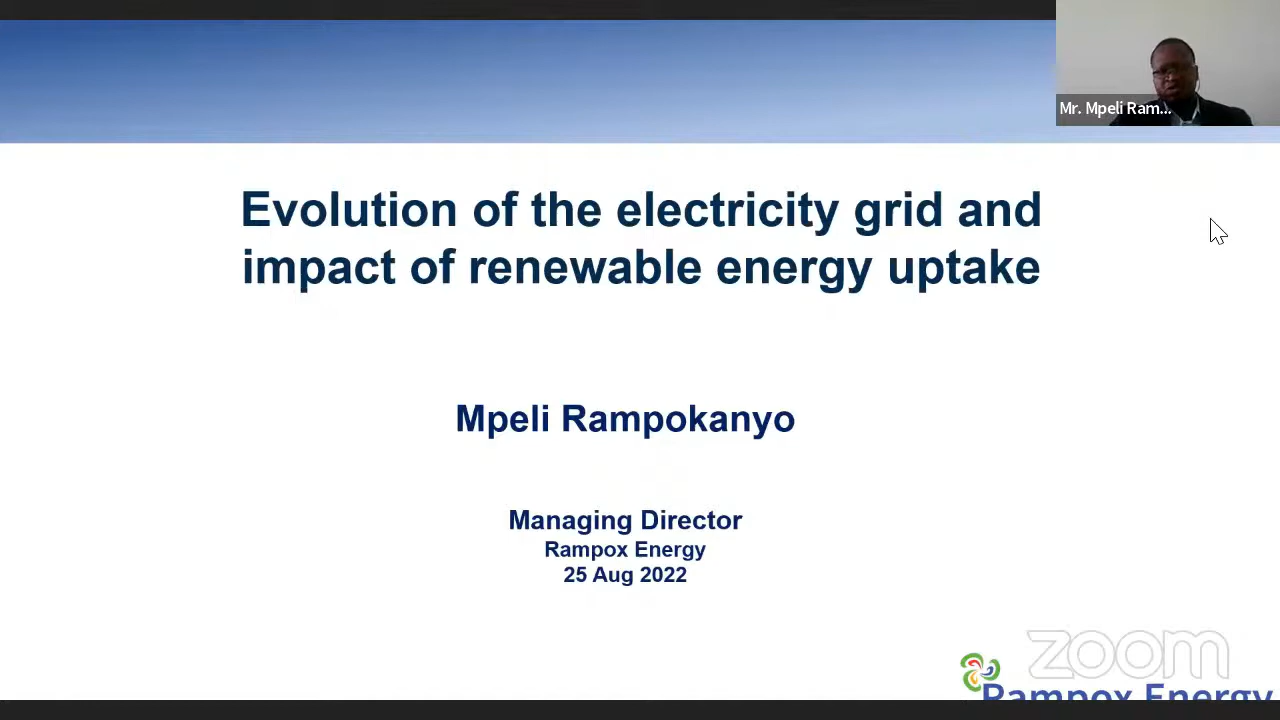 Mr. Mpeli Ram...
Evolution of the electricity grid and
impact of renewable energy uptake
Mpeli Rampokanyo
Managing Director
Rampox Energy
25 Aug 2022
zoom
Rampox Energy